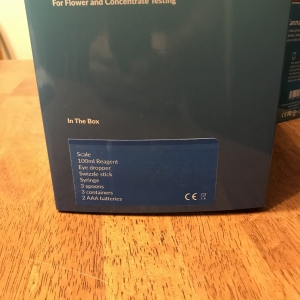 For Flower and Concentrate Testing
In The Box
Scale
100ml Reagent
Eye dropper
Swizzle stick
Syringe
3 spoons
3 containers
2 AAA batteries
CE